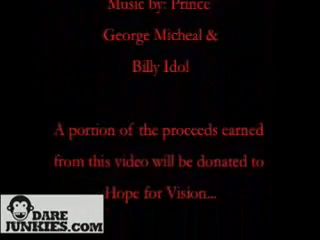 Music by: Prince
George Micheal &
Billy Idol
A portion of the proceeds earned
from this video will be donated to
Hope for Vision...
DARE
JUNKIES.COM